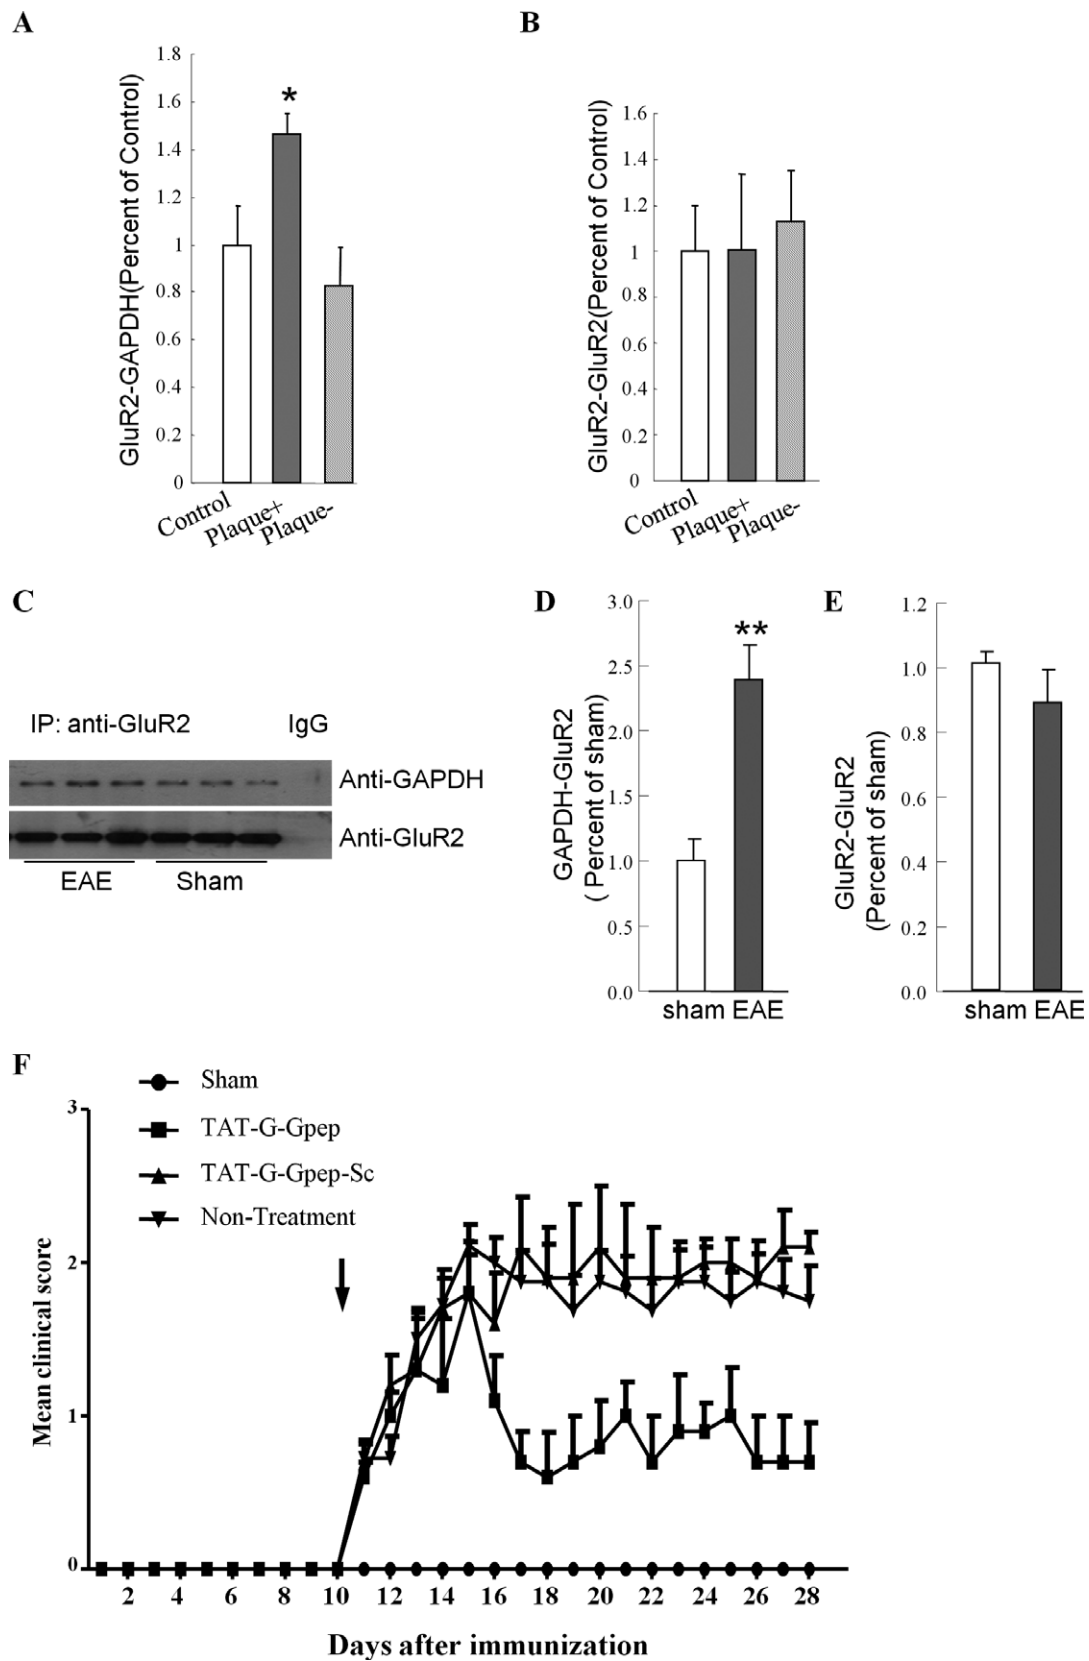 A
GluR2-GAPDH(Percent of Control)
1.8
1.6
1.4
1.2
1
0.8
0.6
0.4
0.2
0
*
Control
Plaque+
Plaque-
B
GluR2-GluR2(Percent of Control)
1.6
1.4
1.2
1
0.8
0.6
0.4
0.2
0
Control
Plaque+
Plaque-
C
IP: anti-GluR2 IgG
Anti-GAPDH
Anti-GluR2
EAE Sham
D
GAPDH-GluR2
( Percent of sham)
3.0
2.5
2.0
1.5
1.0
0.5
0.0
**
sham EAE
E
GluR2-GluR2
(Percent of sham)
1.2
1.0
0.8
0.6
0.4
0.2
0.0
sham EAE
F
Sham
TAT-G-Gpep
TAT-G-Gpep-Sc
Non-Treatment
Mean clinical score
3
2
1
0
2 4 6 8 10 12 14 16 18 20 22 24 26 28
Days after immunization